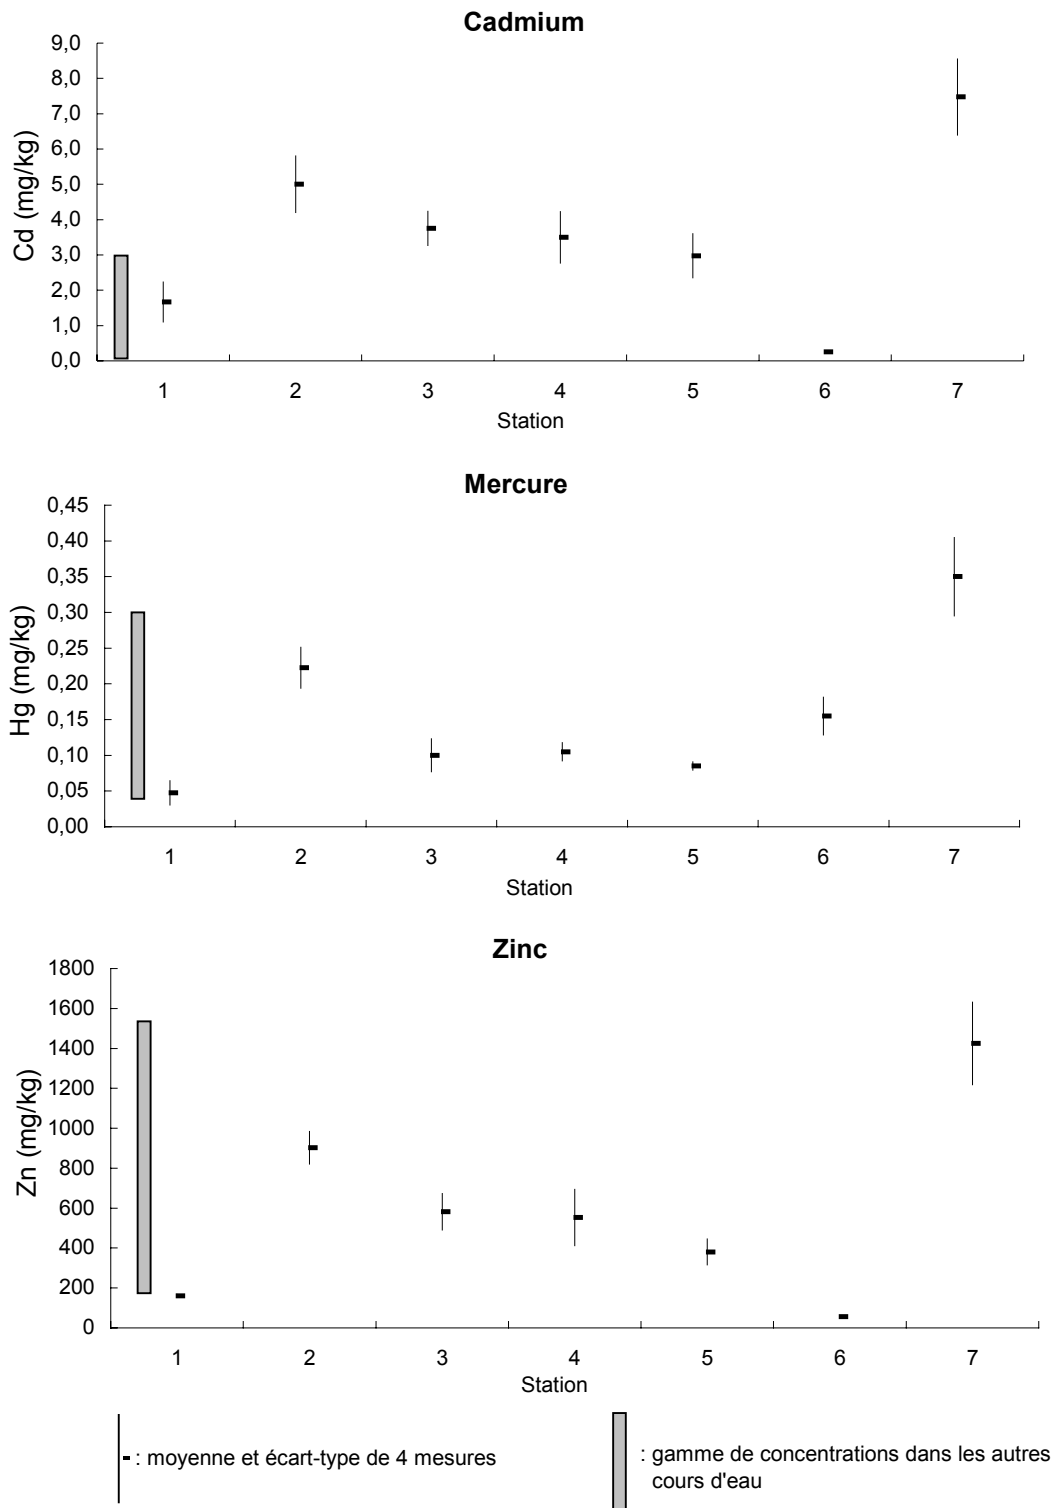 Cadmium
Cd (mg/kg)
9,0
8,0
7,0
6,0
5,0
4,0
3,0
2,0
1,0
0,0
1 2 3 4 5 6 7
Station
Mercure
Hg (mg/kg)
0,45
0,40
0,35
0,30
0,25
0,20
0,15
0,10
0,05
0,00
1 2 3 4 5 6 7
Station
Zinc
Zn (mg/kg)
1800
1600
1400
1200
1000
800
600
400
200
0
1 2 3 4 5 6 7
Station
: moyenne et écart-type de 4 mesures
: gamme de concentrations dans les autres
cours d'eau